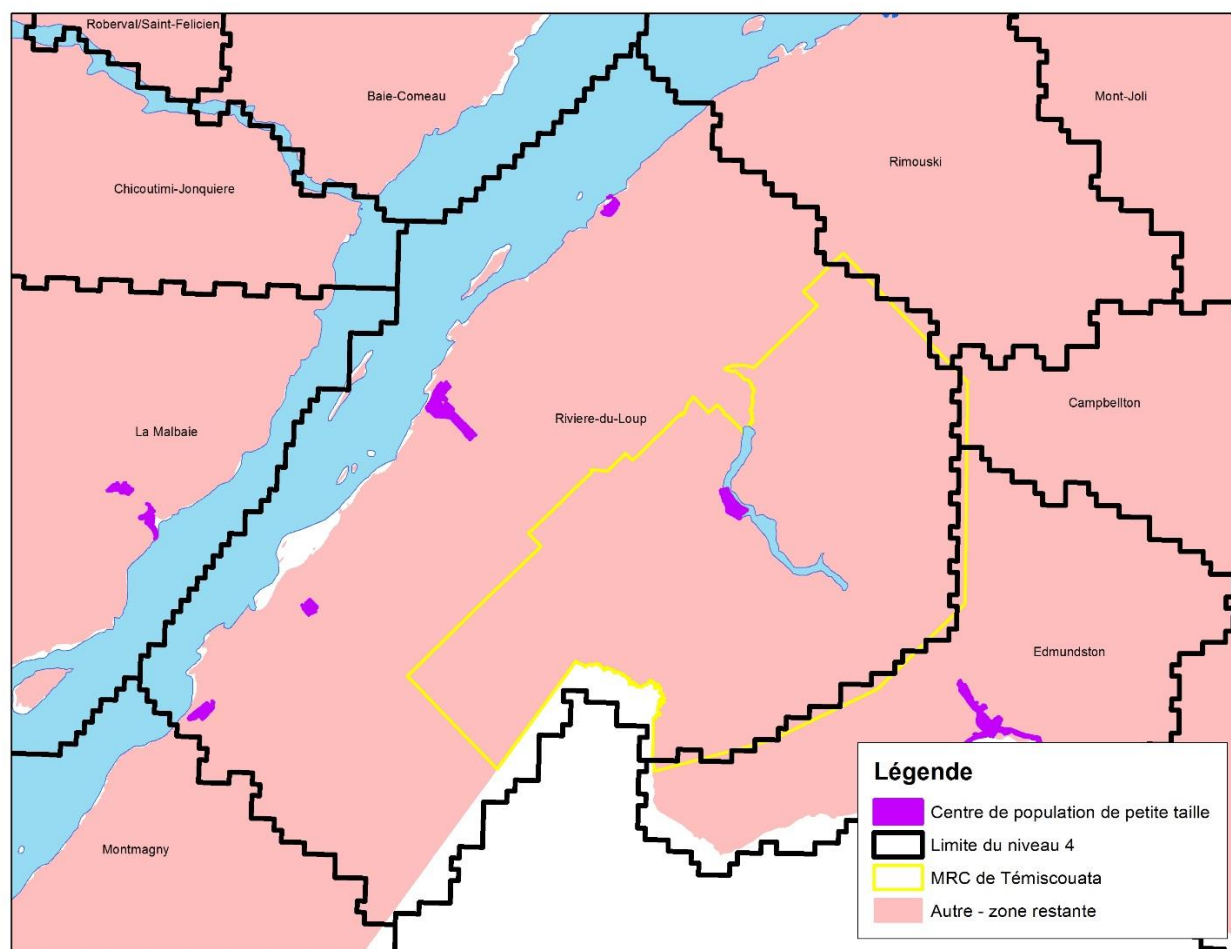 Roberval/Saint-Felicien
Baie-Comeau
Mont-Joli
Rimouski
Chicoutimi-Jonquiere
Campbellton
Riviere-du-Loup
La Malbaie
Edmundston
Montmagny
Légende
Centre de population de petite taille
Limite du niveau 4
MRC de Témiscouata
Autre - zone restante